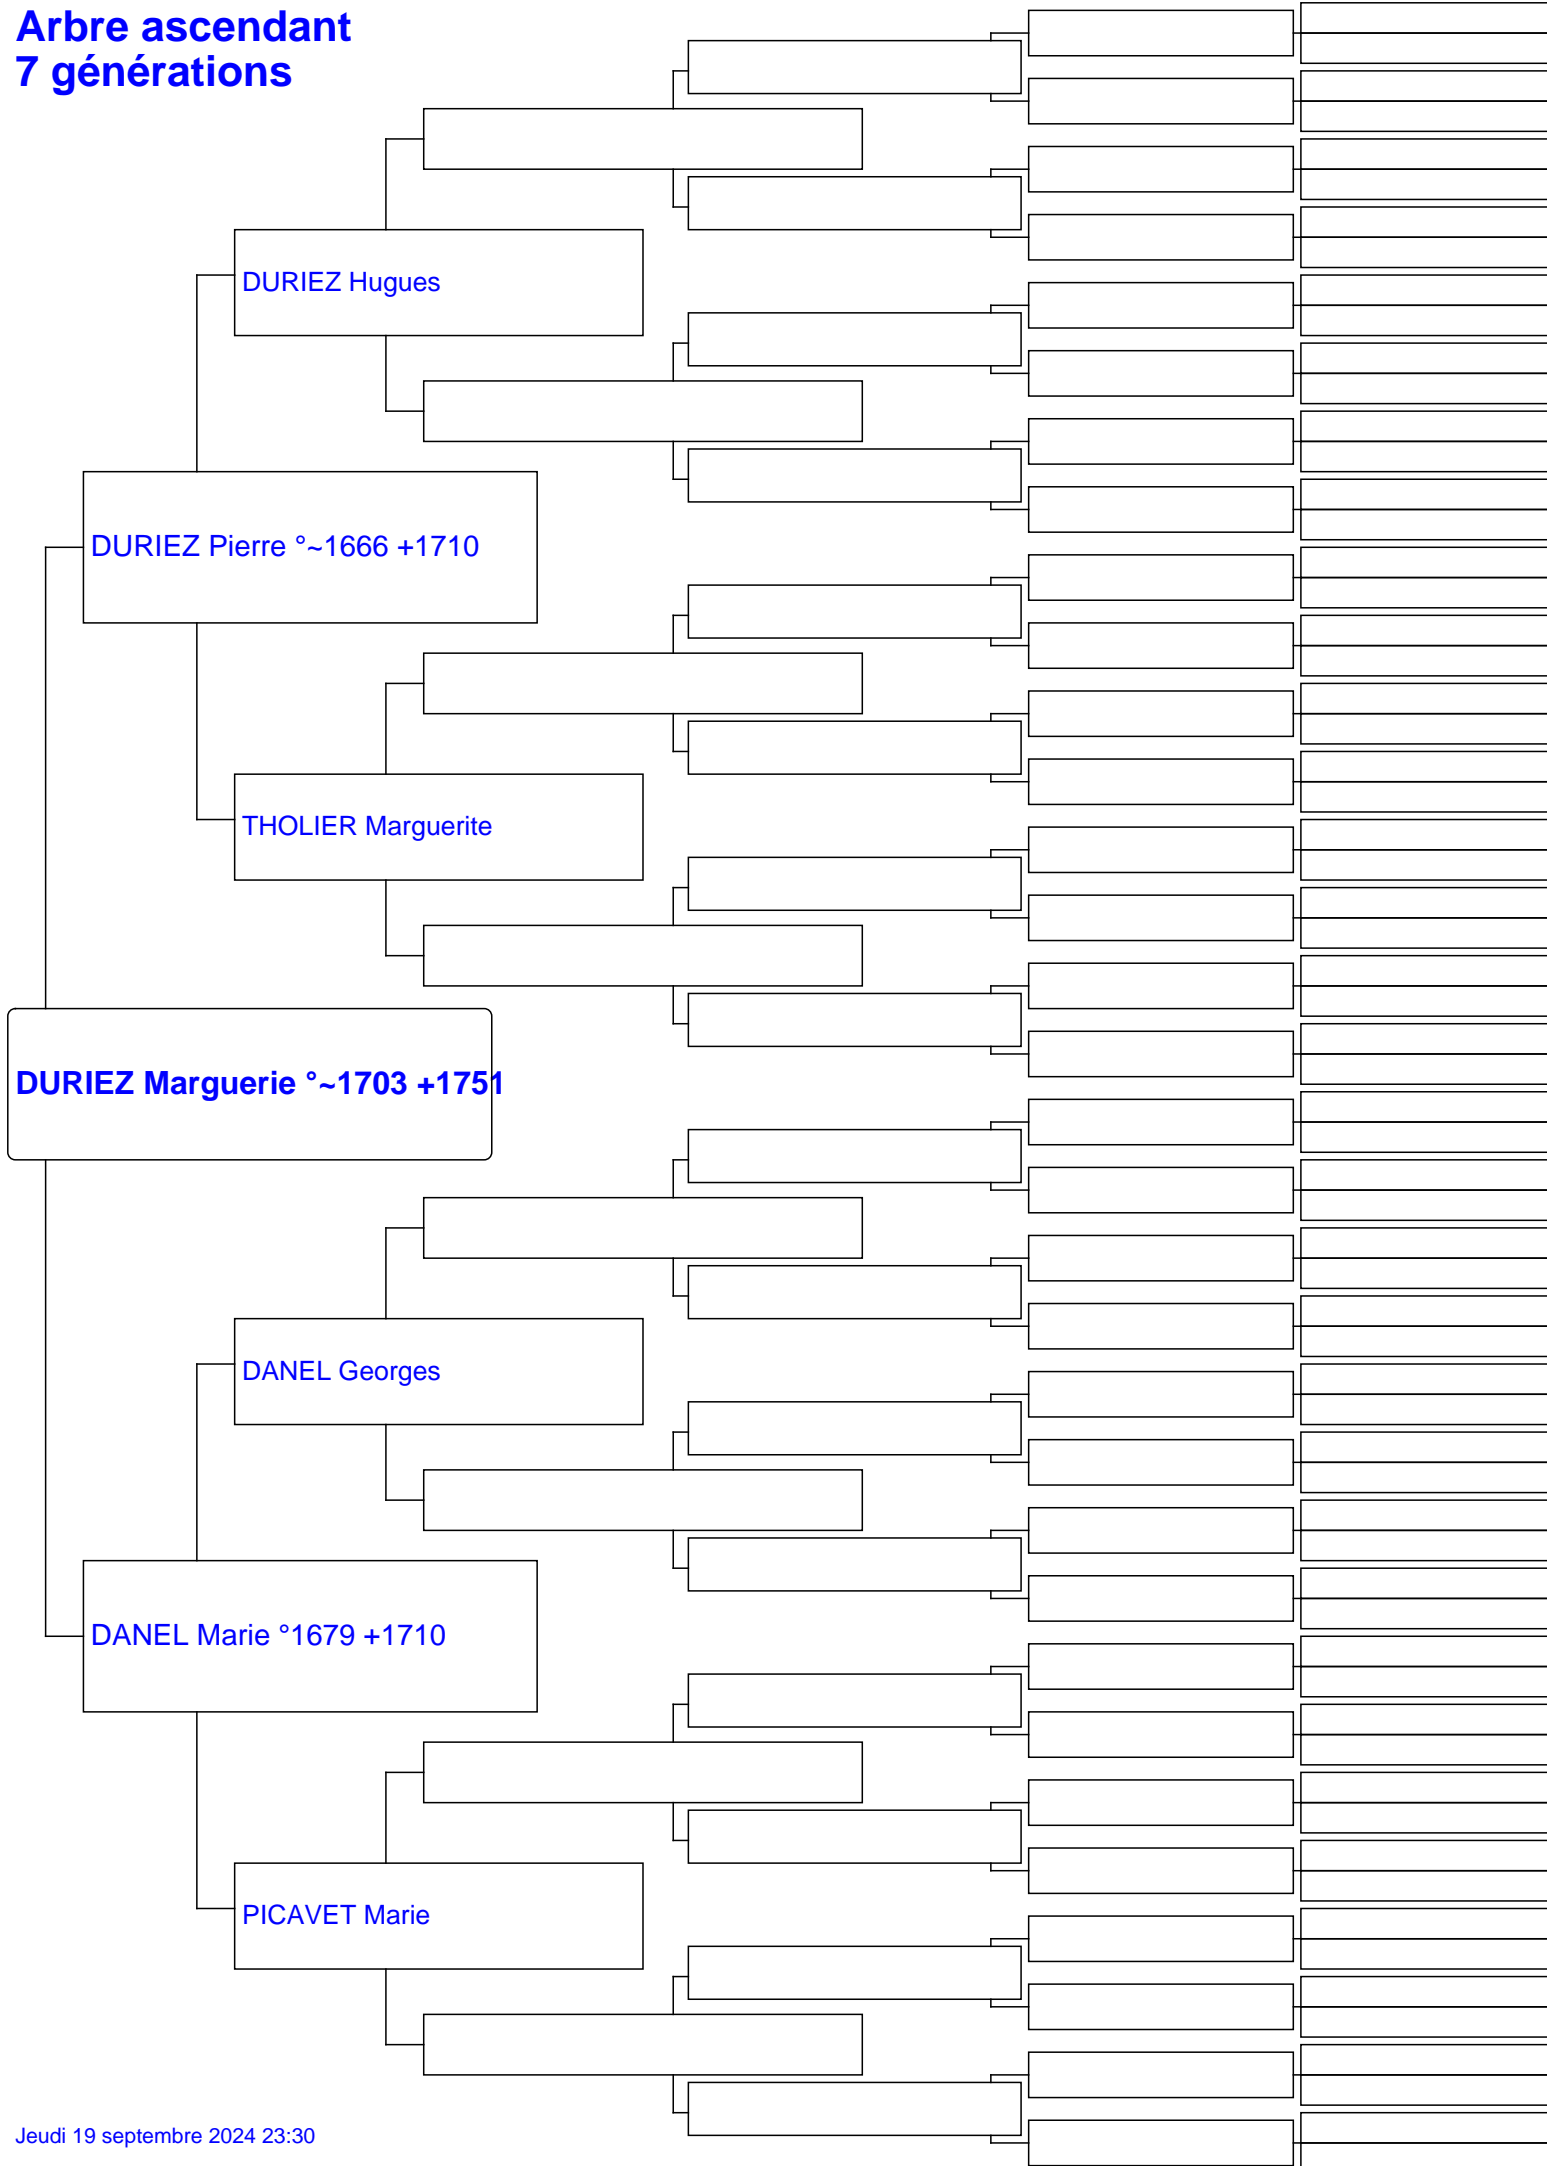 Arbre ascendant
7 générations
DURIEZ Hugues
DURIEZ Pierre °~1666 +1710
THOLIER Marguerite
DURIEZ Marguerie °~1703 +1751
DANEL Georges
DANEL Marie °1679 +1710
PICAVET Marie
Jeudi 19 septembre 2024 23:30